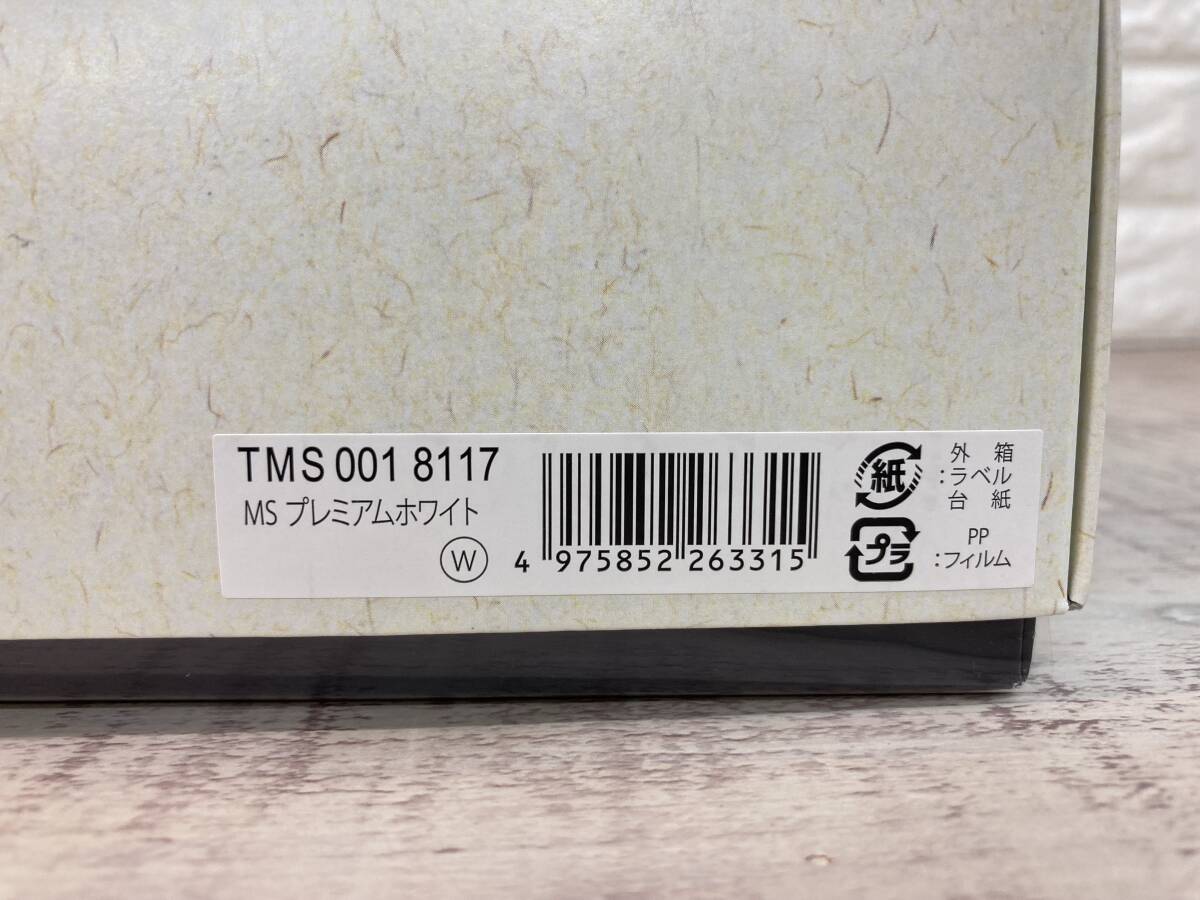 TMS 001 8117
MS プレミアムホワイト
W
4 975852 263315
紙
外 箱
:ラベル
台 紙
プラ
PP
:フィルム